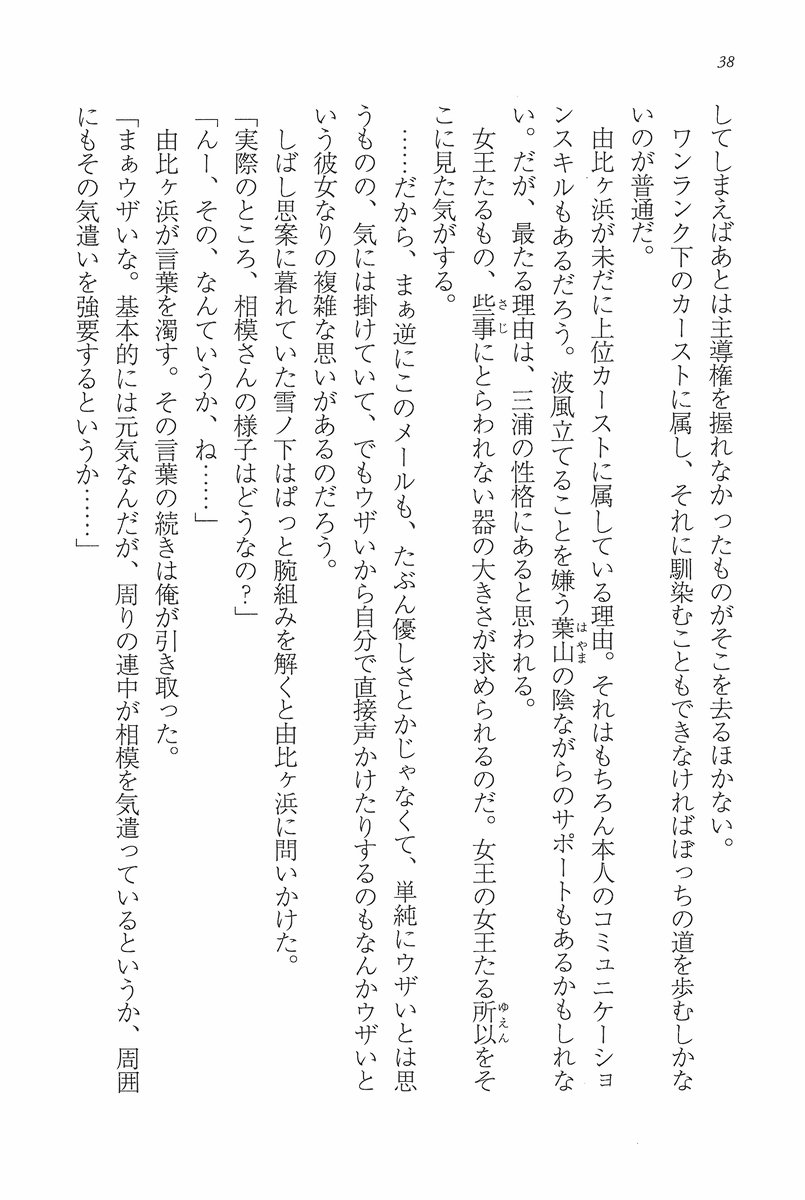 38
してしまえばあとは主導権を握れなかったものがそこを去るほかない。
ワンランク下のカーストに属し、それに馴染むこともできなければぼっちの道を歩むしかな
いのが普通だ。
由比ヶ浜が未だに上位カーストに属している理由。それはもちろん本人のコミュニケーショ
ンスキルもあるだろう。波風立てることを嫌う葉山の陰ながらのサポートもあるかもしれな
はやま
い。だが、最たる理由は、三浦の性格にあると思われる。
女王たるもの、些事にとらわれない器の大きさが求められるのだ。女王の女王たる所以をそ
さじ
ゆえん
こに見た気がする。
……だから、まぁ逆にこのメールも、たぶん優しさとかじゃなくて、単純にウザいとは思
うものの、気には掛けていて、でもウザいから自分で直接声かけたりするのもなんかウザいと
いう彼女なりの複雑な思いがあるのだろう。
しばし思案に暮れていた雪ノ下はぱっと腕組みを解くと由比ヶ浜に問いかけた。
「実際のところ、相模さんの様子はどうなの?」
「んー、その、なんていうか、ね……」
由比ヶ浜が言葉を濁す。その言葉の続きは俺が引き取った。
「まぁウザいな。基本的には元気なんだが、周りの連中が相模を気遣っているというか、周囲
にもその気遣いを強要するというか……」